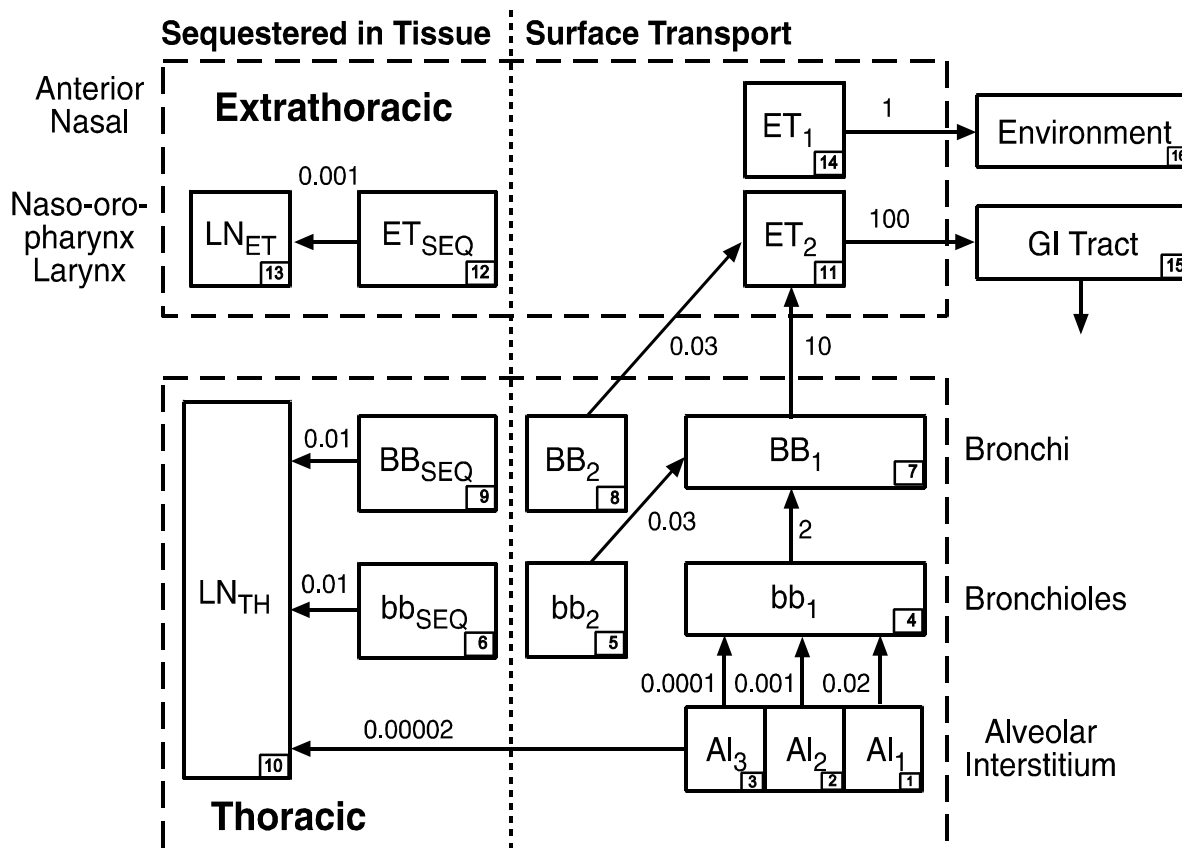 Sequestered in Tissue
Surface Transport
Anterior
Nasal
Extrathoracic
ET1
14
1
Environment
16
Naso-oro-
pharynx
Larynx
0.001
LNET
13
ETSEQ
12
ET2
11
100
GI Tract
15
0.03
10
0.01
BBSEQ
9
BB2
8
BB1
7
Bronchi
0.03
2
LNTH
10
0.01
bbSEQ
6
bb2
5
bb1
4
Bronchioles
0.0001
0.001
0.02
0.00002
AI3
3
AI2
2
AI1
1
Alveolar
Interstitium
Thoracic